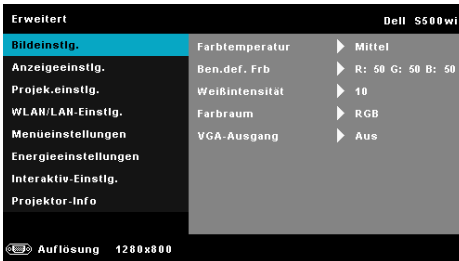 Erweitert Dell S500wi
Bildeinstlg.
Anzeigeeinstlg.
Projek.einstlg.
WLAN/LAN-Einstlg.
Menüeinstellungen
Energieeinstellungen
Interaktiv-Einstlg.
Projektor-Info
Farbtemperatur Mittel
Ben.def. Frb R: 50 G: 50 B: 50
Weißintensität 10
Farbraum RGB
VGA-Ausgang Aus
Auflösung 1280x800